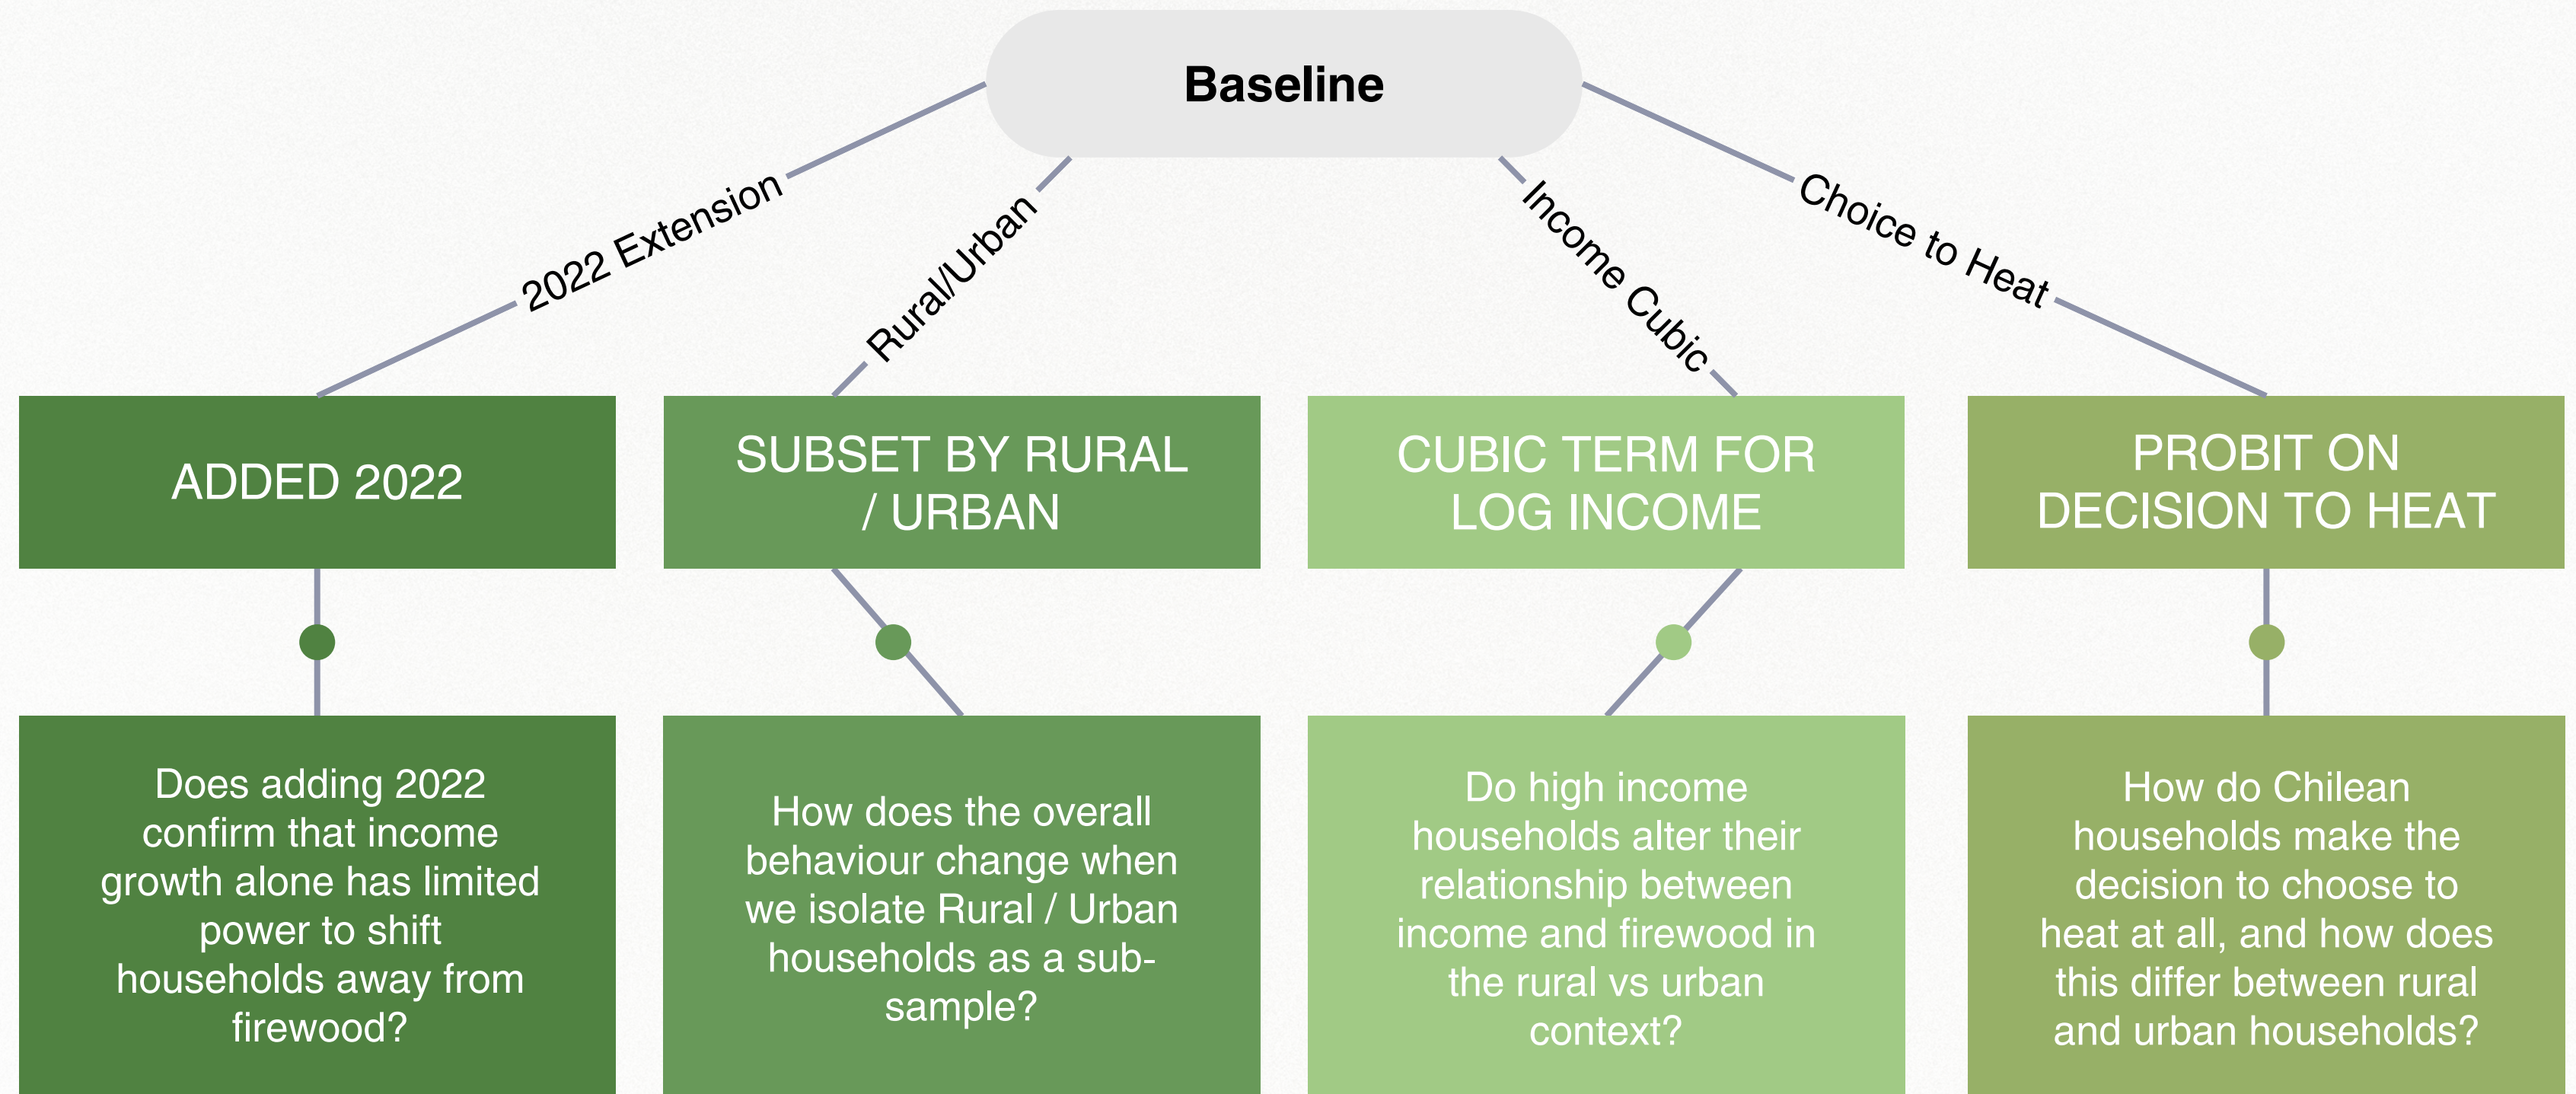 Baseline
2022 Extension
Rural/Urban
Income Cubic
Choice to Heat
ADDED 2022
SUBSET BY RURAL
/ URBAN
CUBIC TERM FOR
LOG INCOME
PROBIT ON
DECISION TO HEAT
Does adding 2022
confirm that income
growth alone has limited
power to shift
households away from
firewood?
How does the overall
behaviour change when
we isolate Rural / Urban
households as a sub-
sample?
Do high income
households alter their
relationship between
income and firewood in
the rural vs urban
context?
How do Chilean
households make the
decision to choose to
heat at all, and how does
this differ between rural
and urban households?